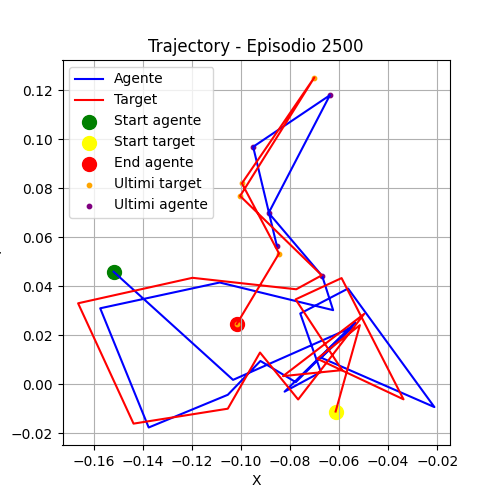 Trajectory - Episodio 2500
Agente
Target
Start agente
Start target
End agente
Ultimi target
Ultimi agente
0.12
0.10
0.08
0.06
0.04
0.02
0.00
−0.02
−0.16 −0.14 −0.12 −0.10 −0.08 −0.06 −0.04 −0.02
X